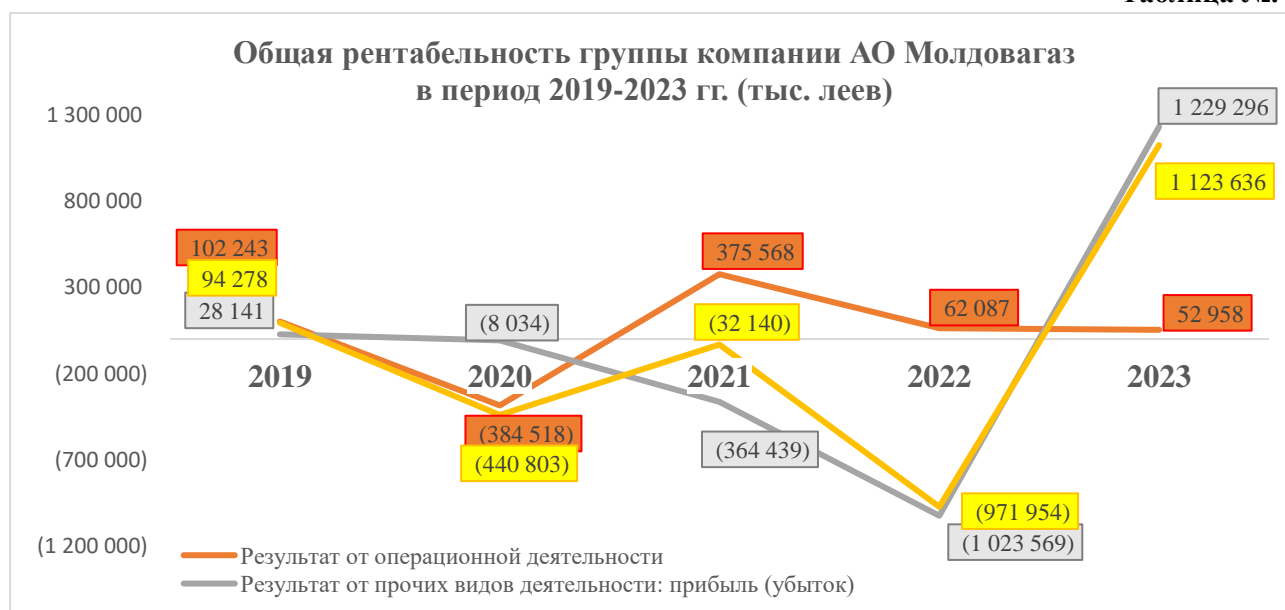 Общая рентабельность группы компании АО Молдовагаз
в период 2019-2023 гг. (тыс. леев)
1 300 000
800 000
300 000
(200 000)
(700 000)
(1 200 000)
102 243
94 278
28 141
(8 034)
(384 518)
(440 803)
375 568
(32 140)
(364 439)
62 087
(971 954)
(1 023 569)
1 229 296
1 123 636
52 958
2019
2020
2021
2022
2023
Результат от операционной деятельности
Результат от прочих видов деятельности: прибыль (убыток)